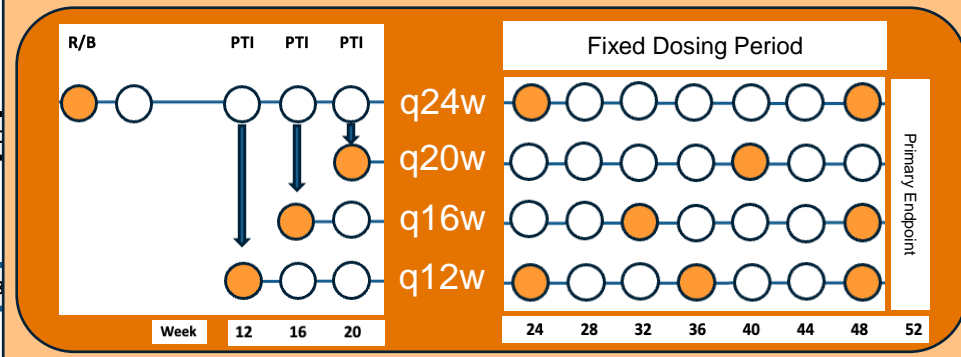 R/B PTI PTI PTI
Fixed Dosing Period
q24w
q20w
q16w
q12w
Primary Endpoint
Week 12 16 20
24 28 32 36 40 44 48 52